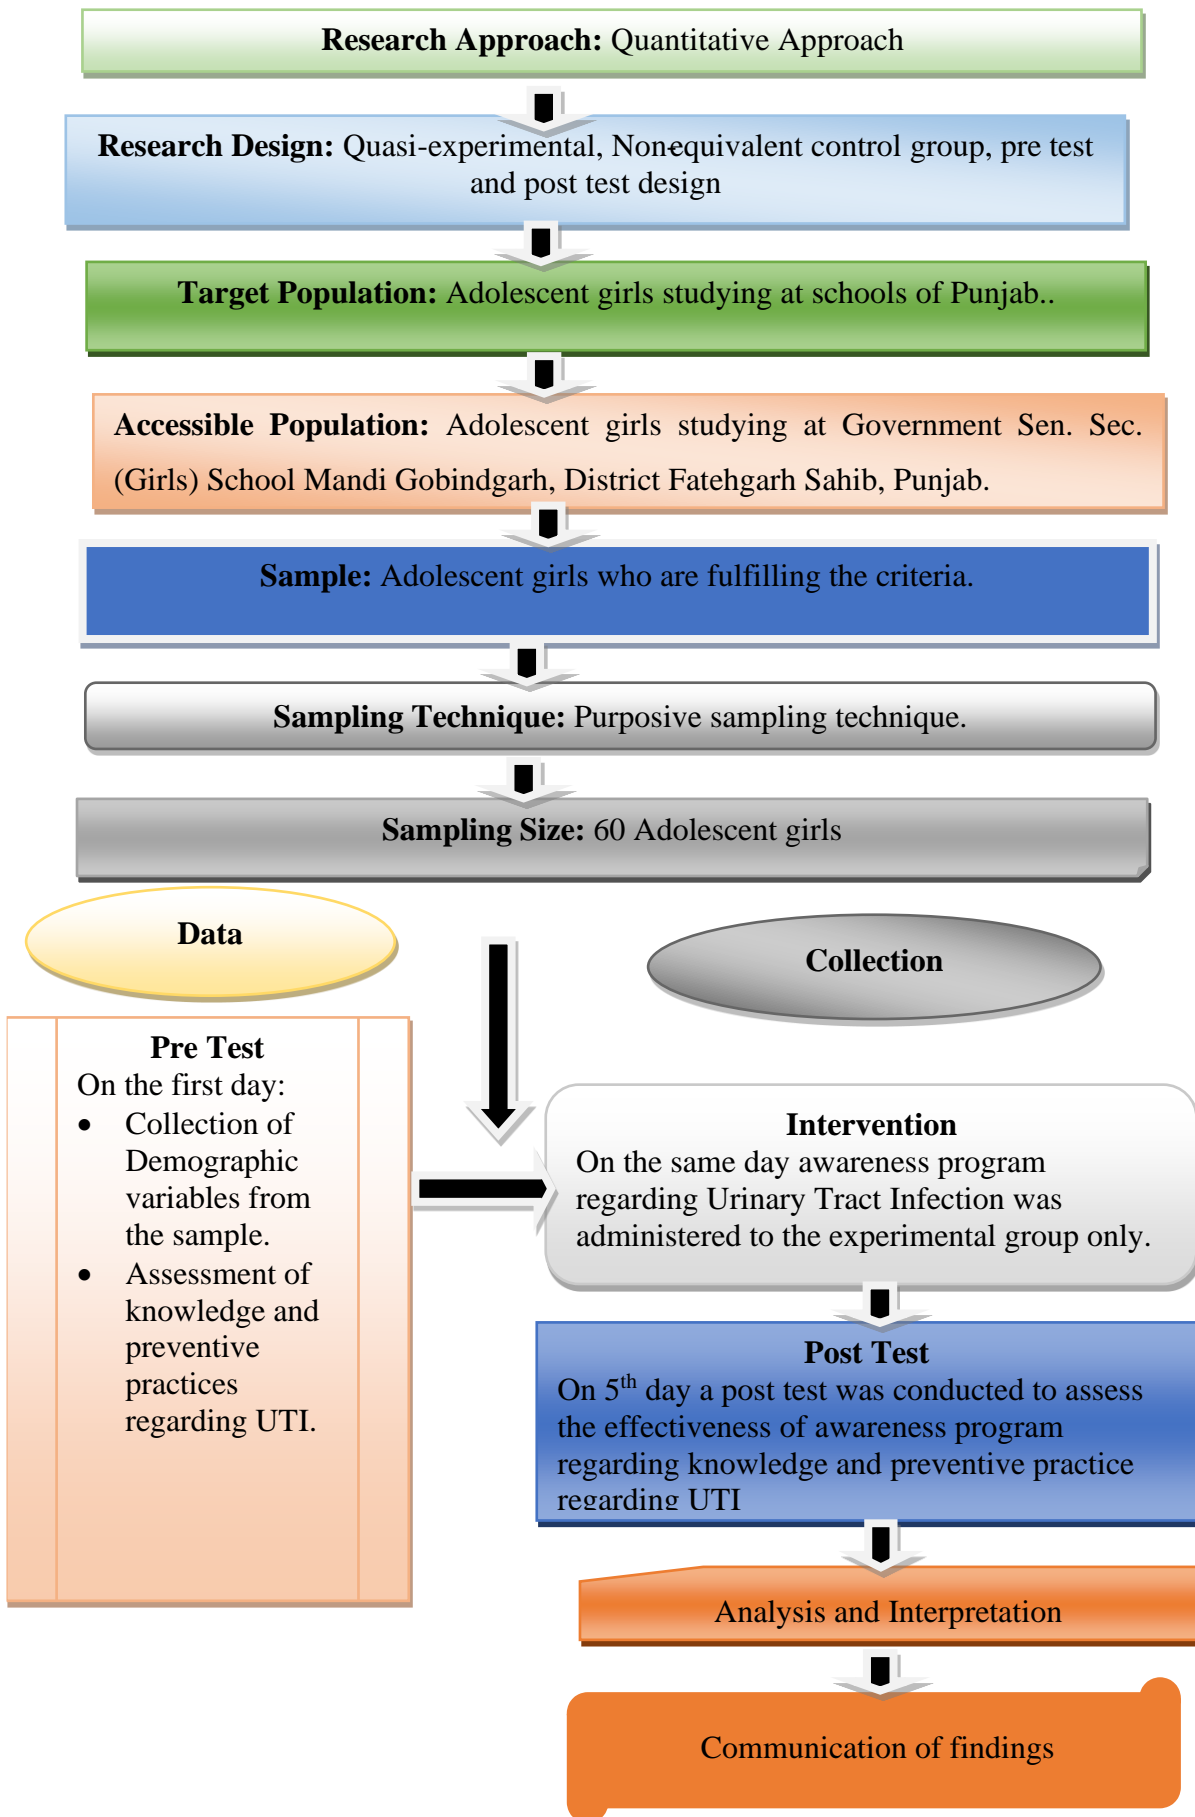 Research Approach: Quantitative Approach
Research Design: Quasi-experimental, Non-equivalent control group, pre test
and post test design
Target Population: Adolescent girls studying at schools of Punjab..
Accessible Population: Adolescent girls studying at Government Sen. Sec.
(Girls) School Mandi Gobindgarh, District Fatehgarh Sahib, Punjab.
Sample: Adolescent girls who are fulfilling the criteria.
Sampling Technique: Purposive sampling technique.
Sampling Size: 60 Adolescent girls
Data
Collection
Pre Test
On the first day:
• Collection of
Demographic
variables from
the sample.
• Assessment of
knowledge and
preventive
practices
regarding UTI.
Intervention
On the same day awareness program
regarding Urinary Tract Infection was
administered to the experimental group only.
Post Test
On 5th day a post test was conducted to assess
the effectiveness of awareness program
regarding knowledge and preventive practice
regarding UTI
Analysis and Interpretation
Communication of findings